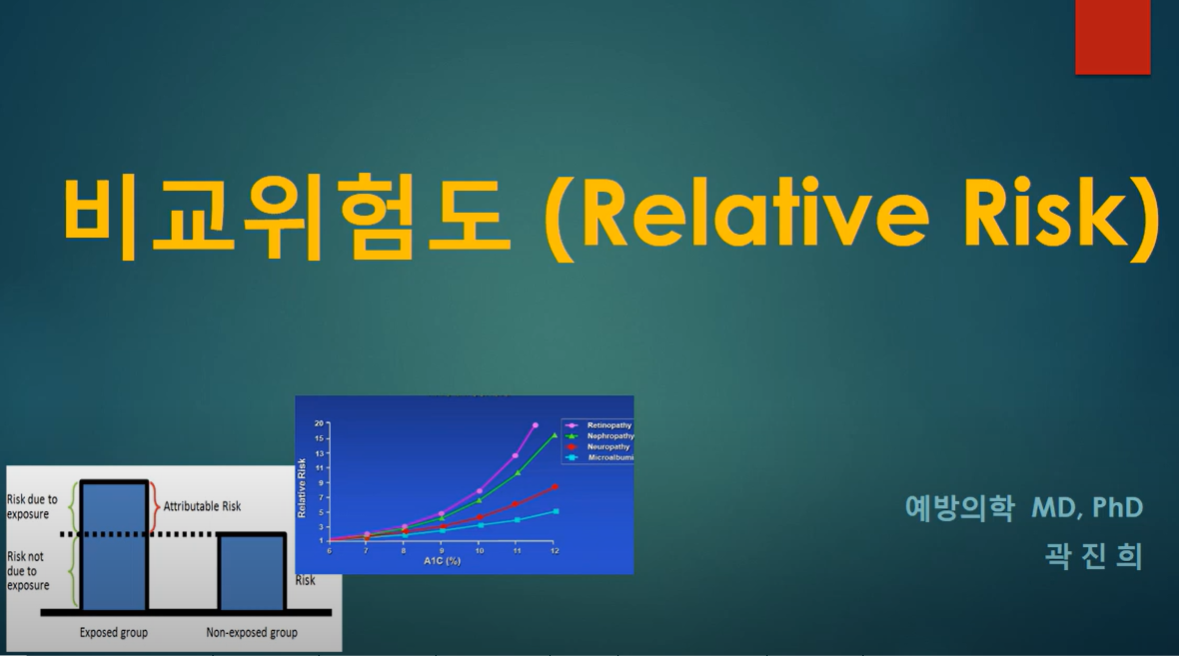 비교위험도 (Relative Risk)
예방의학 MD, PhD
곽 진 희
Relative Risk
20
15
13
11
9
7
5
3
1
6 7 8 9 10 11 12
A1C (%)
Retinopathy
Nephropathy
Neuropathy
Microalbumi
Risk due to
exposure
Attributable Risk
Risk not
due to
exposure
Risk
Exposed group
Non-exposed group